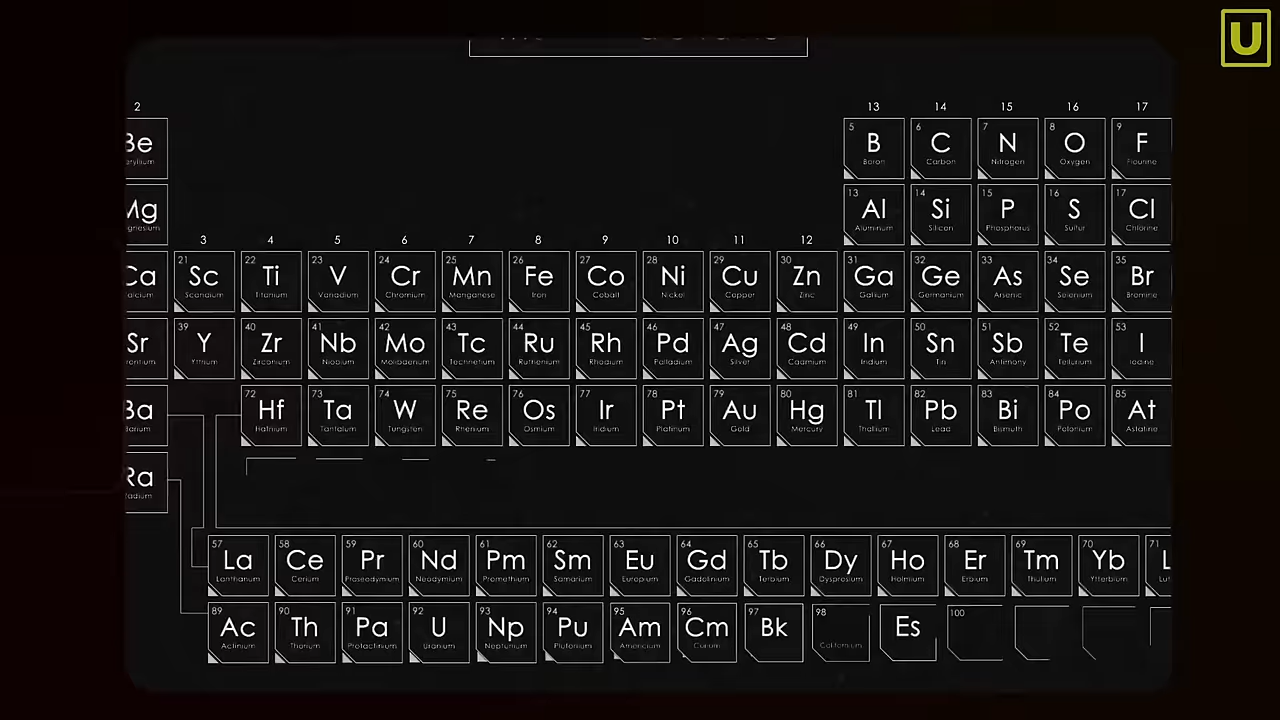 U
2 13 14 15 16 17
Be 5 B 6 C 7 N 8 O 9 F
eryllium Boron Carbon Nitrogen Oxygen Flourine
Mg 13 Al 14 Si 15 P 16 S 17 Cl
gnesium Aluminum Silicon Phosphorus Sulfur Chlorine
3 4 5 6 7 8 9 10 11 12
Ca 21 Sc 22 Ti 23 V 24 Cr 25 Mn 26 Fe 27 Co 28 Ni 29 Cu 30 Zn 31 Ga 32 Ge 33 As 34 Se 35 Br
alcium Scandium Titanium Vanadium Chromium Manganese Iron Cobalt Nickel Copper Zinc Gallium Germanium Arsenic Selenium Bromine
Sr 39 Y 40 Zr 41 Nb 42 Mo 43 Tc 44 Ru 45 Rh 46 Pd 47 Ag 48 Cd 49 In 50 Sn 51 Sb 52 Te 53 I
rontium Yttrium Zirconium Niobium Molibdaenum Technetium Ruthenium Rhodium Palladium Silver Cadmium Indium Tin Antimony Tellurium Iodine
Ba 72 Hf 73 Ta 74 W 75 Re 76 Os 77 Ir 78 Pt 79 Au 80 Hg 81 Tl 82 Pb 83 Bi 84 Po 85 At
arium Hafnium Tantalum Tungsten Rhenium Osmium Iridium Platinum Gold Mercury Thallium Lead Bismuth Polonium Astatine
Ra
adium
57 La 58 Ce 59 Pr 60 Nd 61 Pm 62 Sm 63 Eu 64 Gd 65 Tb 66 Dy 67 Ho 68 Er 69 Tm 70 Yb 71 L
Lanthanum Cerium Praseodymium Neodymium Promethium Samarium Europium Gadolinium Terbium Dysprosium Holmium Erbium Thulium Ytterbium Lut
89 Ac 90 Th 91 Pa 92 U 93 Np 94 Pu 95 Am 96 Cm 97 Bk 98 Es 100
Actinium Thorium Protactinium Uranium Neptunium Plutonium Americium Curium Californium